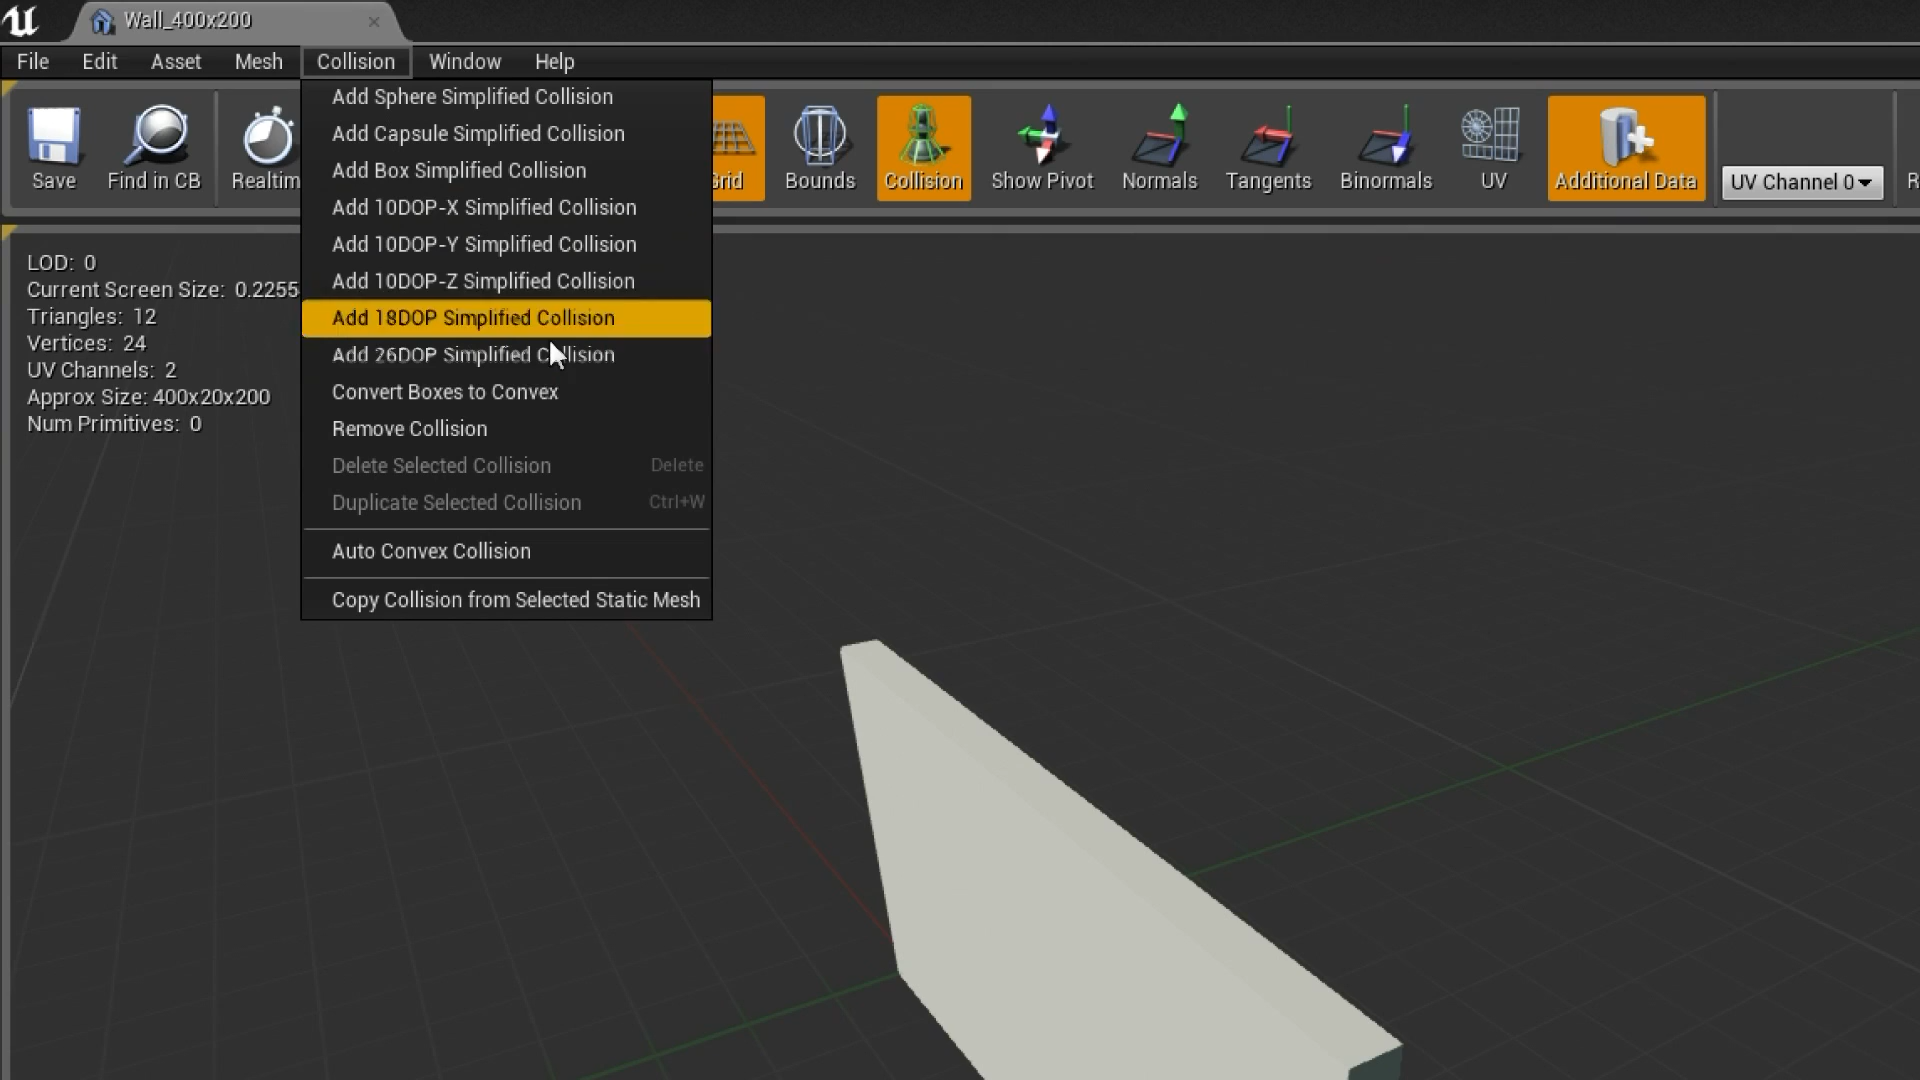 Wall_400x200
File Edit Asset Mesh Collision Window Help
Save Find in CB Realtim Grid Bounds Collision Show Pivot Normals Tangents Binormals UV Additional Data UV Channel 0 R
Add Sphere Simplified Collision
Add Capsule Simplified Collision
Add Box Simplified Collision
Add 10DOP-X Simplified Collision
Add 10DOP-Y Simplified Collision
Add 10DOP-Z Simplified Collision
Add 18DOP Simplified Collision
Add 26DOP Simplified Collision
Convert Boxes to Convex
Remove Collision
Delete Selected Collision Delete
Duplicate Selected Collision Ctrl+W
Auto Convex Collision
Copy Collision from Selected Static Mesh
LOD: 0
Current Screen Size: 0.2255
Triangles: 12
Vertices: 24
UV Channels: 2
Approx Size: 400x20x200
Num Primitives: 0